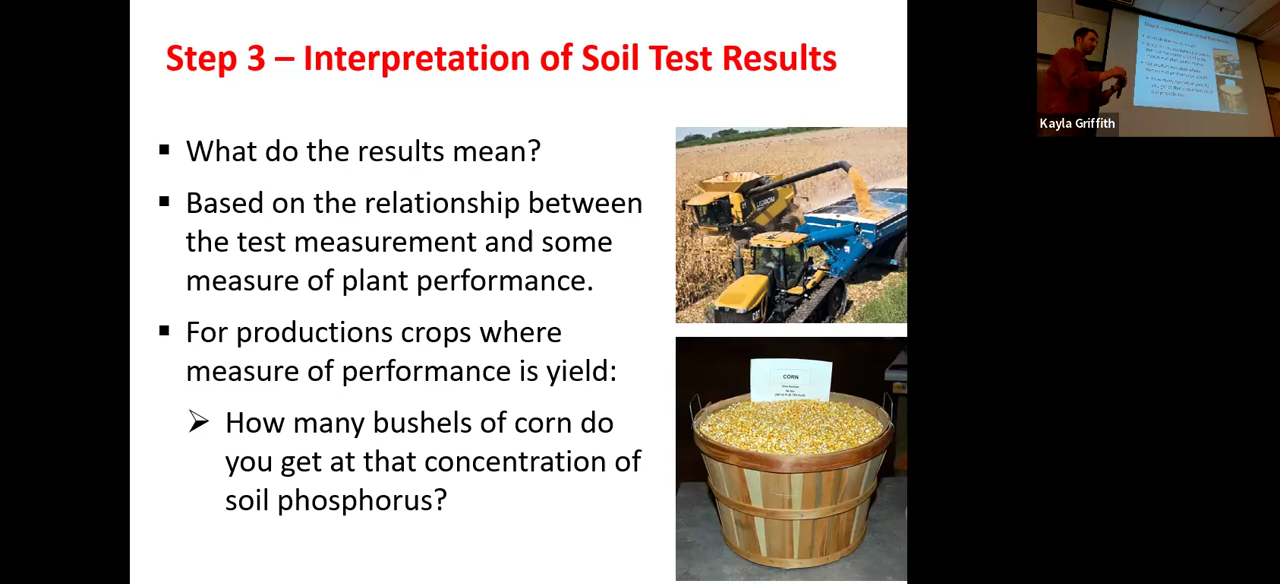 Step 3 – Interpretation of Soil Test Results
▪ What do the results mean?
▪ Based on the relationship between
the test measurement and some
measure of plant performance.
▪ For productions crops where
measure of performance is yield:
➢ How many bushels of corn do
you get at that concentration of
soil phosphorus?
CORN
Kayla Griffith